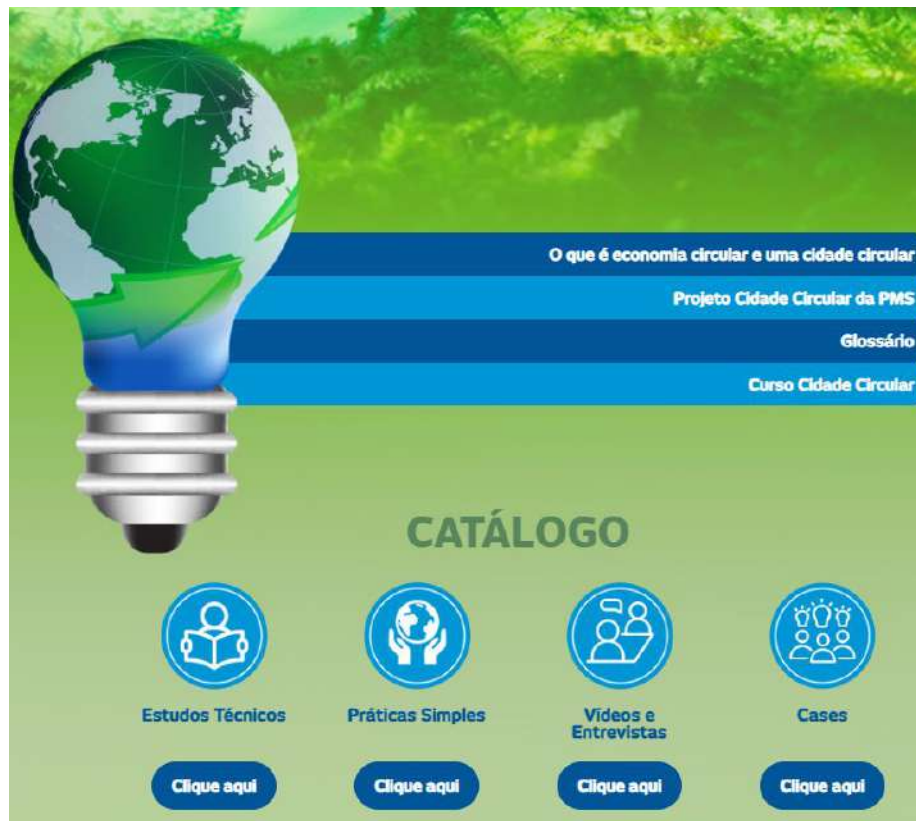 O que é economia circular e uma cidade circular
Projeto Cidade Circular da PMS
Glossário
Curso Cidade Circular
CATÁLOGO
Estudos Técnicos
Práticas Simples
Vídeos e
Entrevistas
Cases
Clique aqui
Clique aqui
Clique aqui
Clique aqui